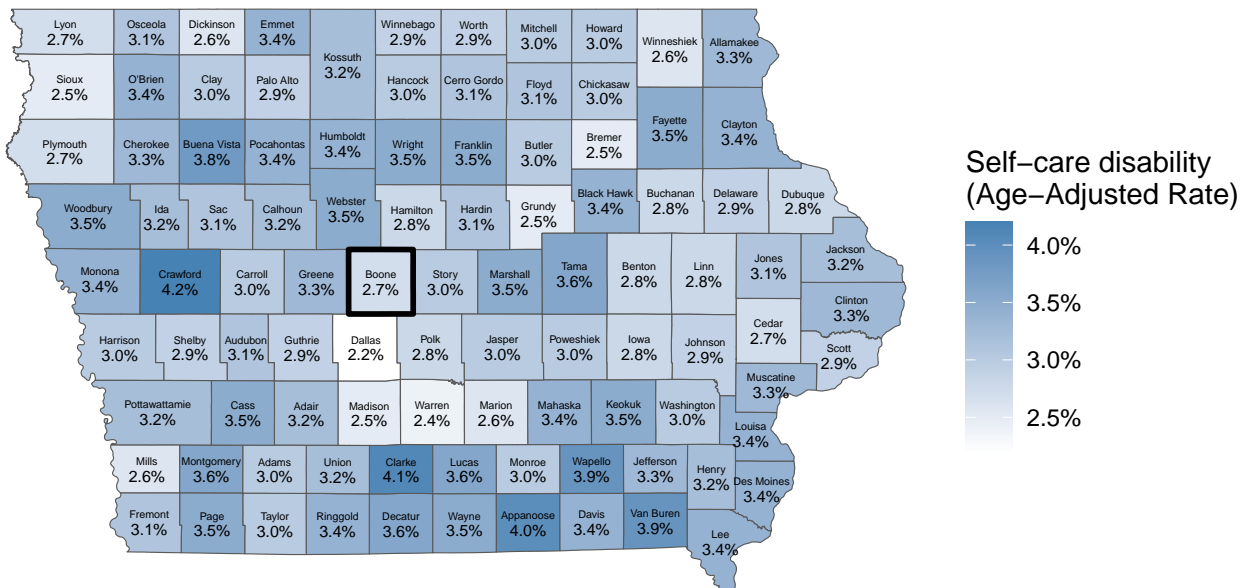 Lyon
2.7%
Osceola
3.1%
Dickinson
2.6%
Emmet
3.4%
Winnebago
2.9%
Worth
2.9%
Mitchell
3.0%
Howard
3.0%
Winneshiek
2.6%
Allamakee
3.3%
Kossuth
3.2%
Sioux
2.5%
O'Brien
3.4%
Clay
3.0%
Palo Alto
2.9%
Hancock
3.0%
Cerro Gordo
3.1%
Floyd
3.1%
Chickasaw
3.0%
Fayette
3.5%
Clayton
3.4%
Plymouth
2.7%
Cherokee
3.3%
Buena Vista
3.8%
Pocahontas
3.4%
Humboldt
3.4%
Wright
3.5%
Franklin
3.5%
Butler
3.0%
Bremer
2.5%
Woodbury
3.5%
Ida
3.2%
Sac
3.1%
Calhoun
3.2%
Webster
3.5%
Hamilton
2.8%
Hardin
3.1%
Grundy
2.5%
Black Hawk
3.4%
Buchanan
2.8%
Delaware
2.9%
Dubuque
2.8%
Monona
3.4%
Crawford
4.2%
Carroll
3.0%
Greene
3.3%
Boone
2.7%
Story
3.0%
Marshall
3.5%
Tama
3.6%
Benton
2.8%
Linn
2.8%
Jones
3.1%
Jackson
3.2%
Clinton
3.3%
Harrison
3.0%
Shelby
2.9%
Audubon
3.1%
Guthrie
2.9%
Dallas
2.2%
Polk
2.8%
Jasper
3.0%
Poweshiek
3.0%
Iowa
2.8%
Johnson
2.9%
Cedar
2.7%
Scott
2.9%
Muscatine
3.3%
Pottawattamie
3.2%
Cass
3.5%
Adair
3.2%
Madison
2.5%
Warren
2.4%
Marion
2.6%
Mahaska
3.4%
Keokuk
3.5%
Washington
3.0%
Louisa
3.4%
Mills
2.6%
Montgomery
3.6%
Adams
3.0%
Union
3.2%
Clarke
4.1%
Lucas
3.6%
Monroe
3.0%
Wapello
3.9%
Jefferson
3.3%
Henry
3.2%
Des Moines
3.4%
Fremont
3.1%
Page
3.5%
Taylor
3.0%
Ringgold
3.4%
Decatur
3.6%
Wayne
3.5%
Appanoose
4.0%
Davis
3.4%
Van Buren
3.9%
Lee
3.4%
Self−care disability
(Age−Adjusted Rate)
4.0%
3.5%
3.0%
2.5%